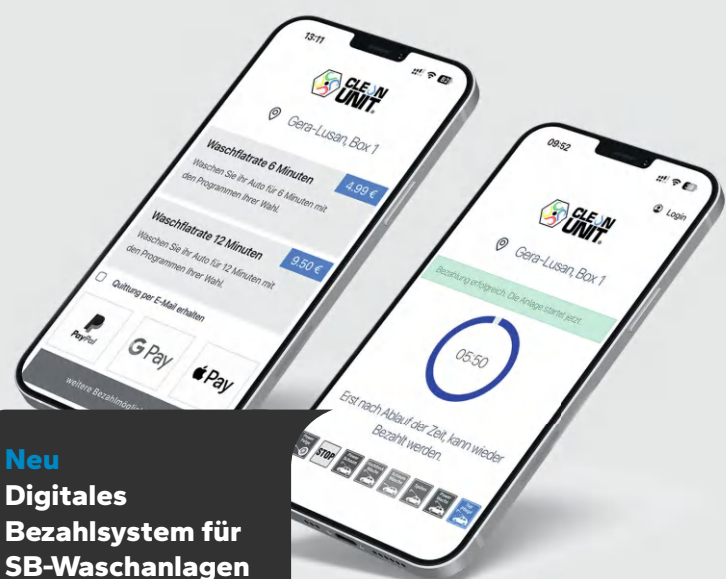 13:11
CLEAN
UNIT
Gera-Lusan, Box 1
Waschflatrate 6 Minuten
Waschen Sie ihr Auto für 6 Minuten mit
den Programmen Ihrer Wahl.
4.99 €
Waschflatrate 12 Minuten
Waschen Sie ihr Auto für 12 Minuten mit
den Programmen Ihrer Wahl.
9.50 €
Quittung per E-Mail erhalten
PayPal
G Pay
Pay
weitere
09:52
Login
CLEAN
UNIT
Gera-Lusan, Box 1
Bezahlung erfolgreich. Die Anlage startet jetzt.
05:50
Erst nach Ablauf der Zeit, kann wieder
Bezahlt werden.
STOP
Neu
Digitales
Bezahlsystem für
SB-Waschanlagen